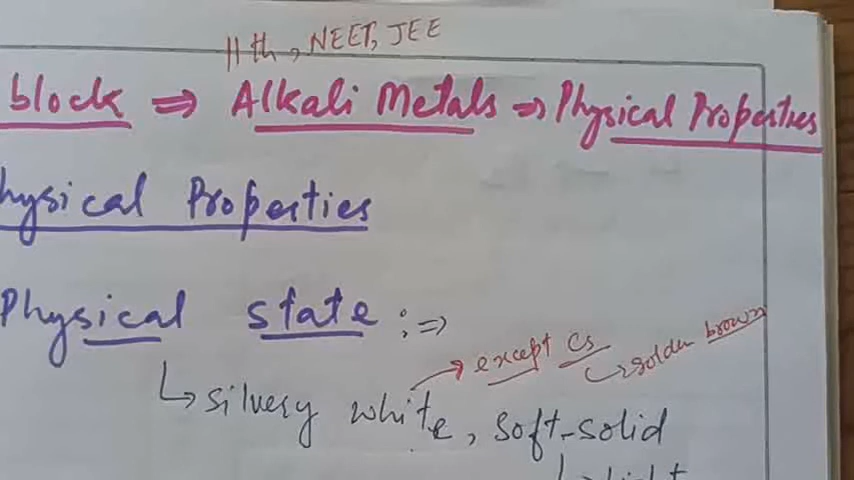 11th, NEET, JEE
block ⇒ Alkali Metals ⇒ Physical Properties
hysical Properties
Physical state :⇒
except Cs
golden brown
silvery white, soft-solid